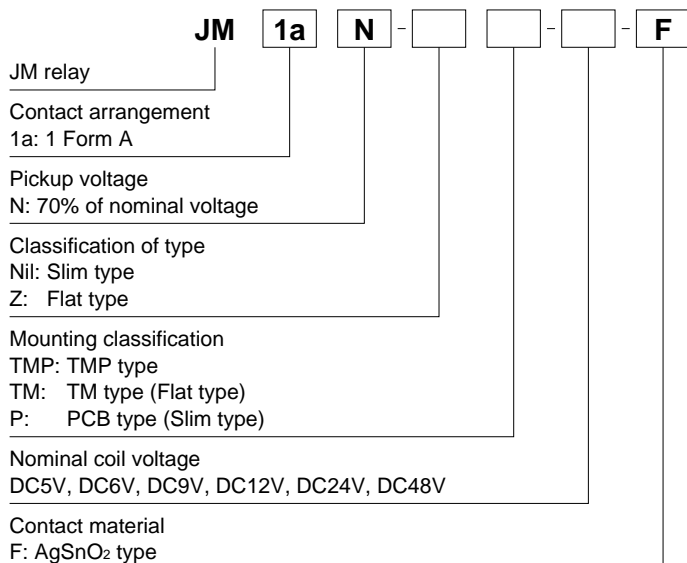 JM 1a N - - - F
JM relay
Contact arrangement
1a: 1 Form A
Pickup voltage
N: 70% of nominal voltage
Classification of type
Nil: Slim type
Z: Flat type
Mounting classification
TMP: TMP type
TM: TM type (Flat type)
P: PCB type (Slim type)
Nominal coil voltage
DC5V, DC6V, DC9V, DC12V, DC24V, DC48V
Contact material
F: AgSnO₂ type